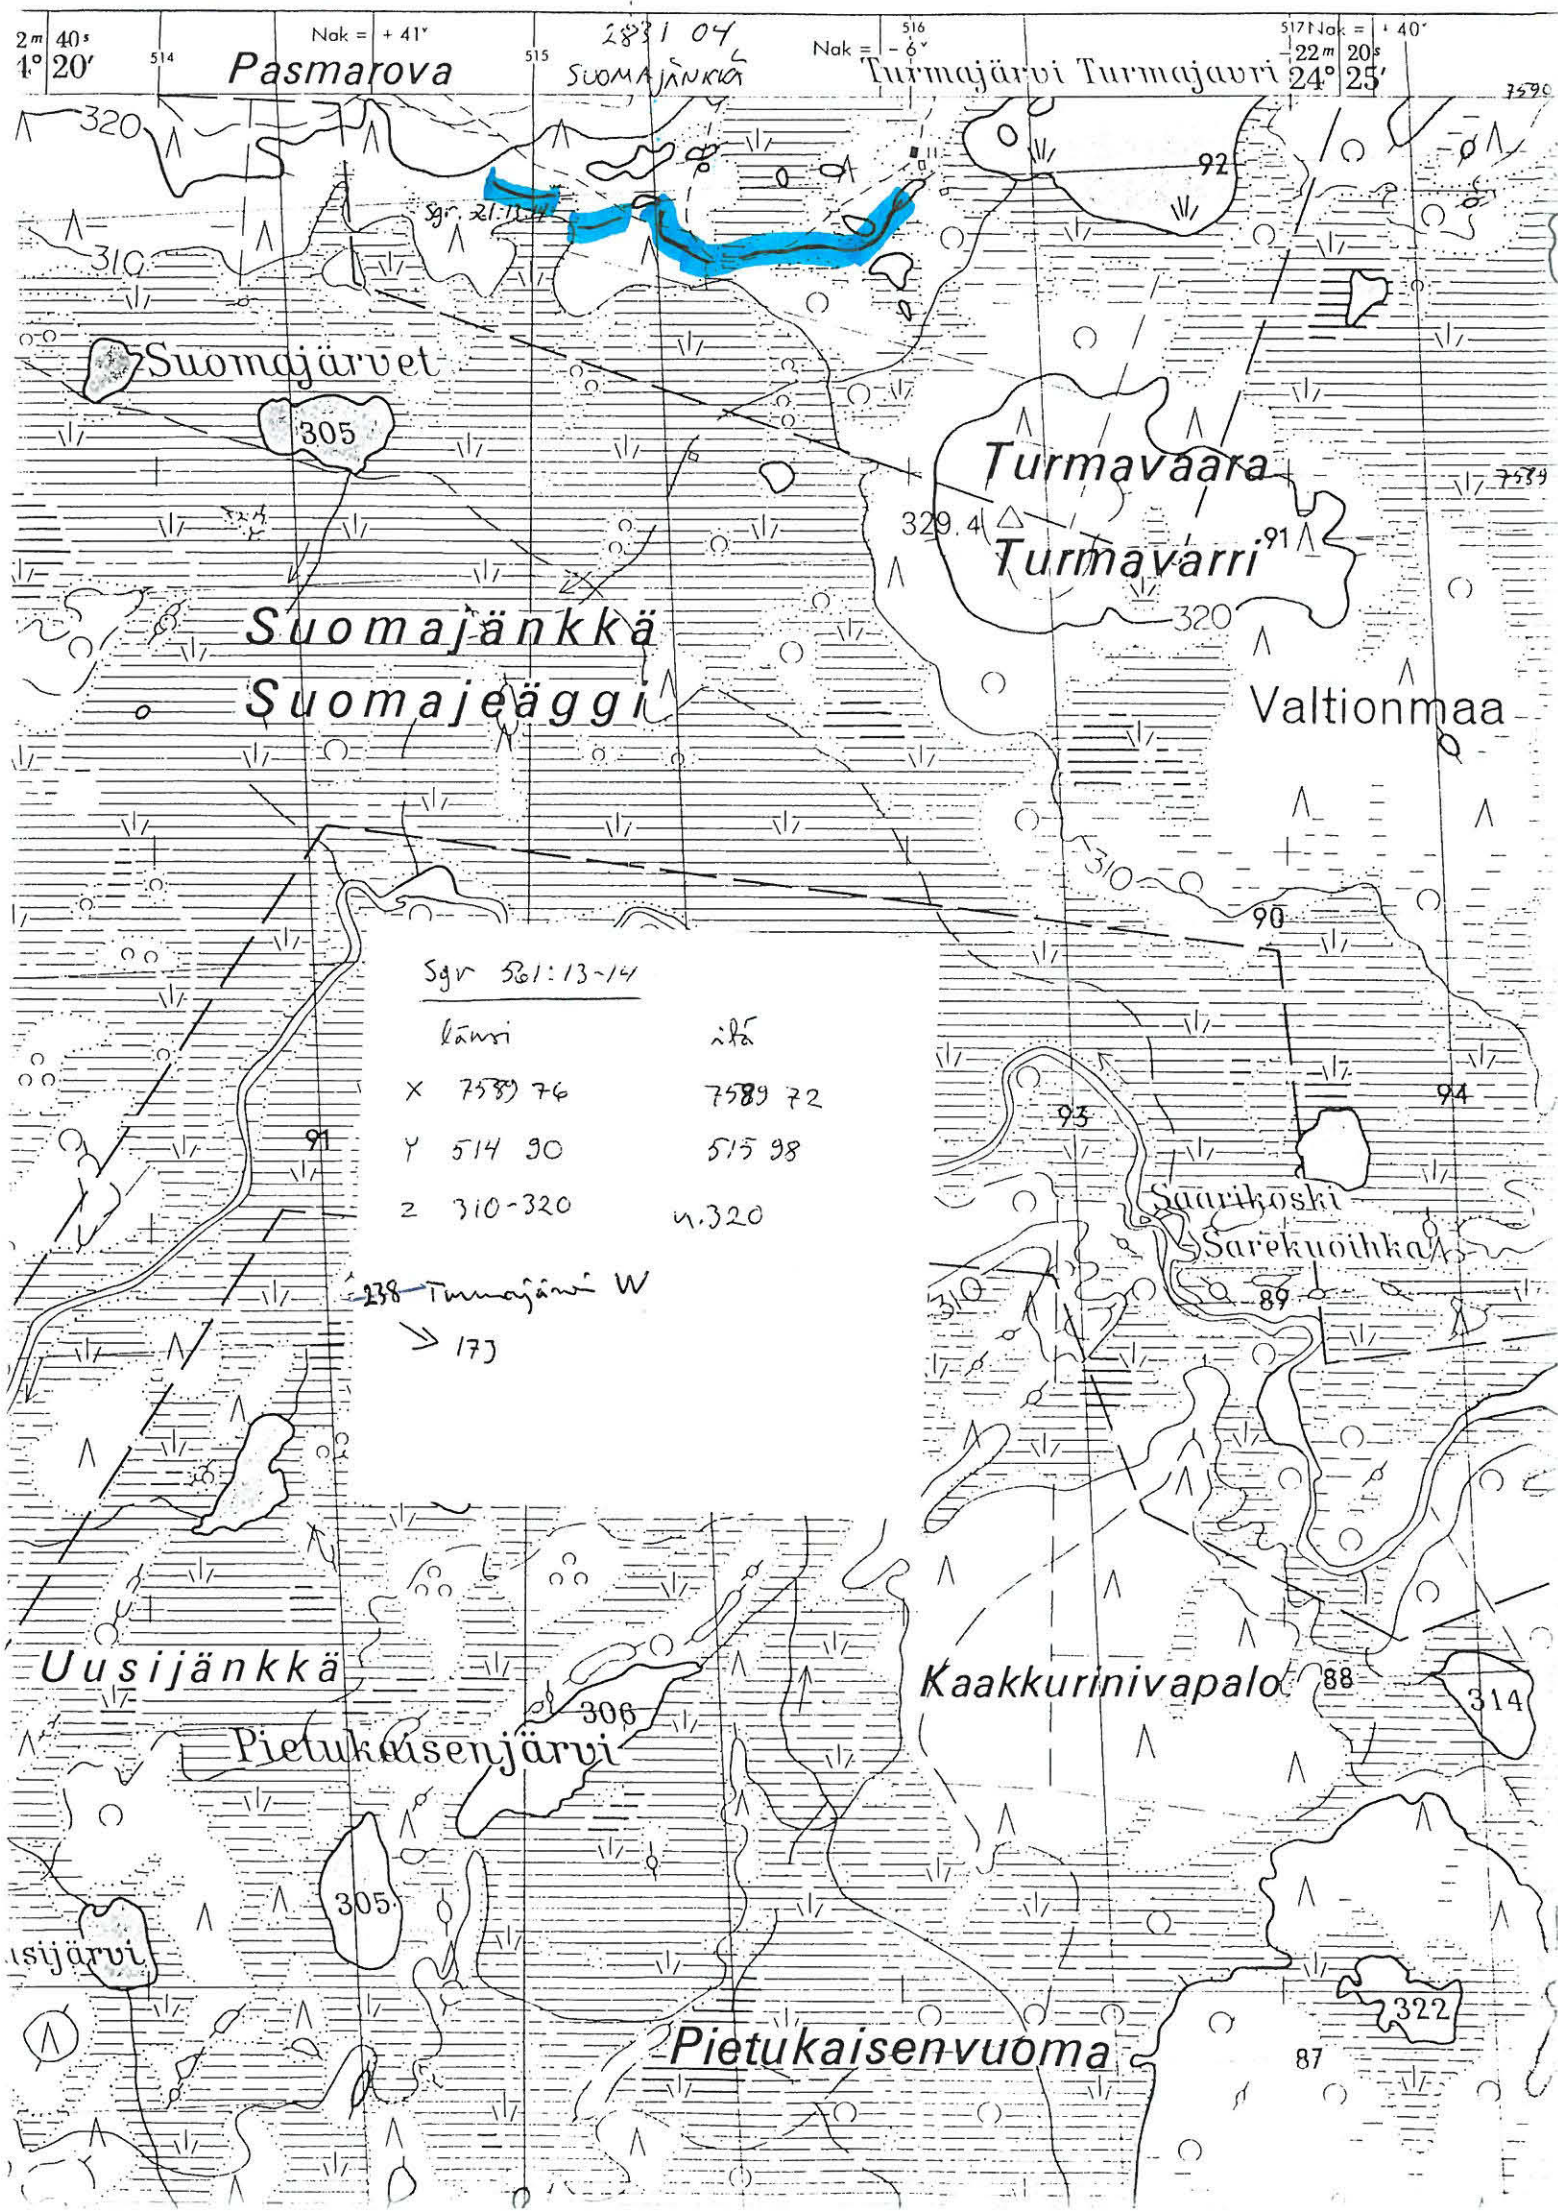 2ᵐ 40ˢ
4° 20′
514
Nak = + 41ᵛ
Pasmarova
515
2831 04
SUOMAJÄNKKÄ
Nak = - 6ᵛ
516
Turmajärvi Turmajavri
517 Nak = + 40ᵛ
-22ᵐ 20ˢ
24° 25′
7590
320
92
Sgr. 561:13-14
310
Suomajärvet
305
Turmavaara
7589
329.4
Turmavarri
91
320
Suomajänkkä
Suomajeäggi
Valtionmaa
310
90
Sgr 561:13-14
länsi itä
X 7589 76 7589 72
Y 514 90 515 98
Z 310-320 n.320
238 Turmajärvi W
173
91
93
94
Saarikoski
Sarekuoihka
310
89
Uusijänkkä
306
Kaakkurinivapalo
88
314
Pietukaisenjärvi
305
usijärvi
322
Pietukaisenvuoma
87